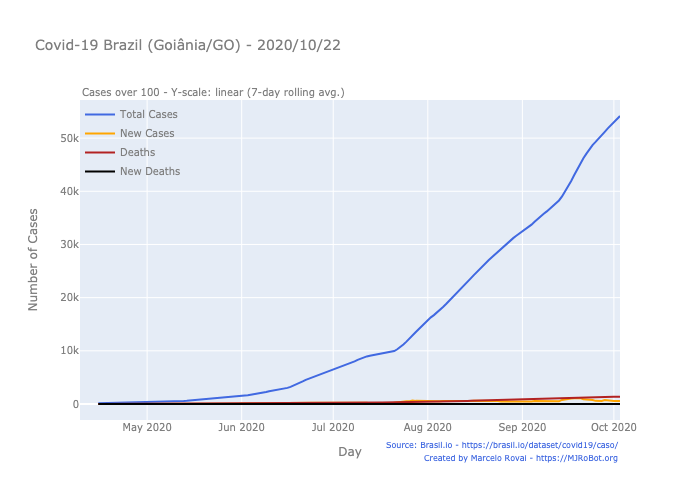 Covid-19 Brazil (Goiânia/GO) - 2020/10/22
Cases over 100 - Y-scale: linear (7-day rolling avg.)
Total Cases
New Cases
Deaths
New Deaths
50k
40k
30k
20k
10k
0
Number of Cases
May 2020
Jun 2020
Jul 2020
Aug 2020
Sep 2020
Oct 2020
Day
Source: Brasil.io - https://brasil.io/dataset/covid19/caso/
Created by Marcelo Rovai - https://MJRoBot.org